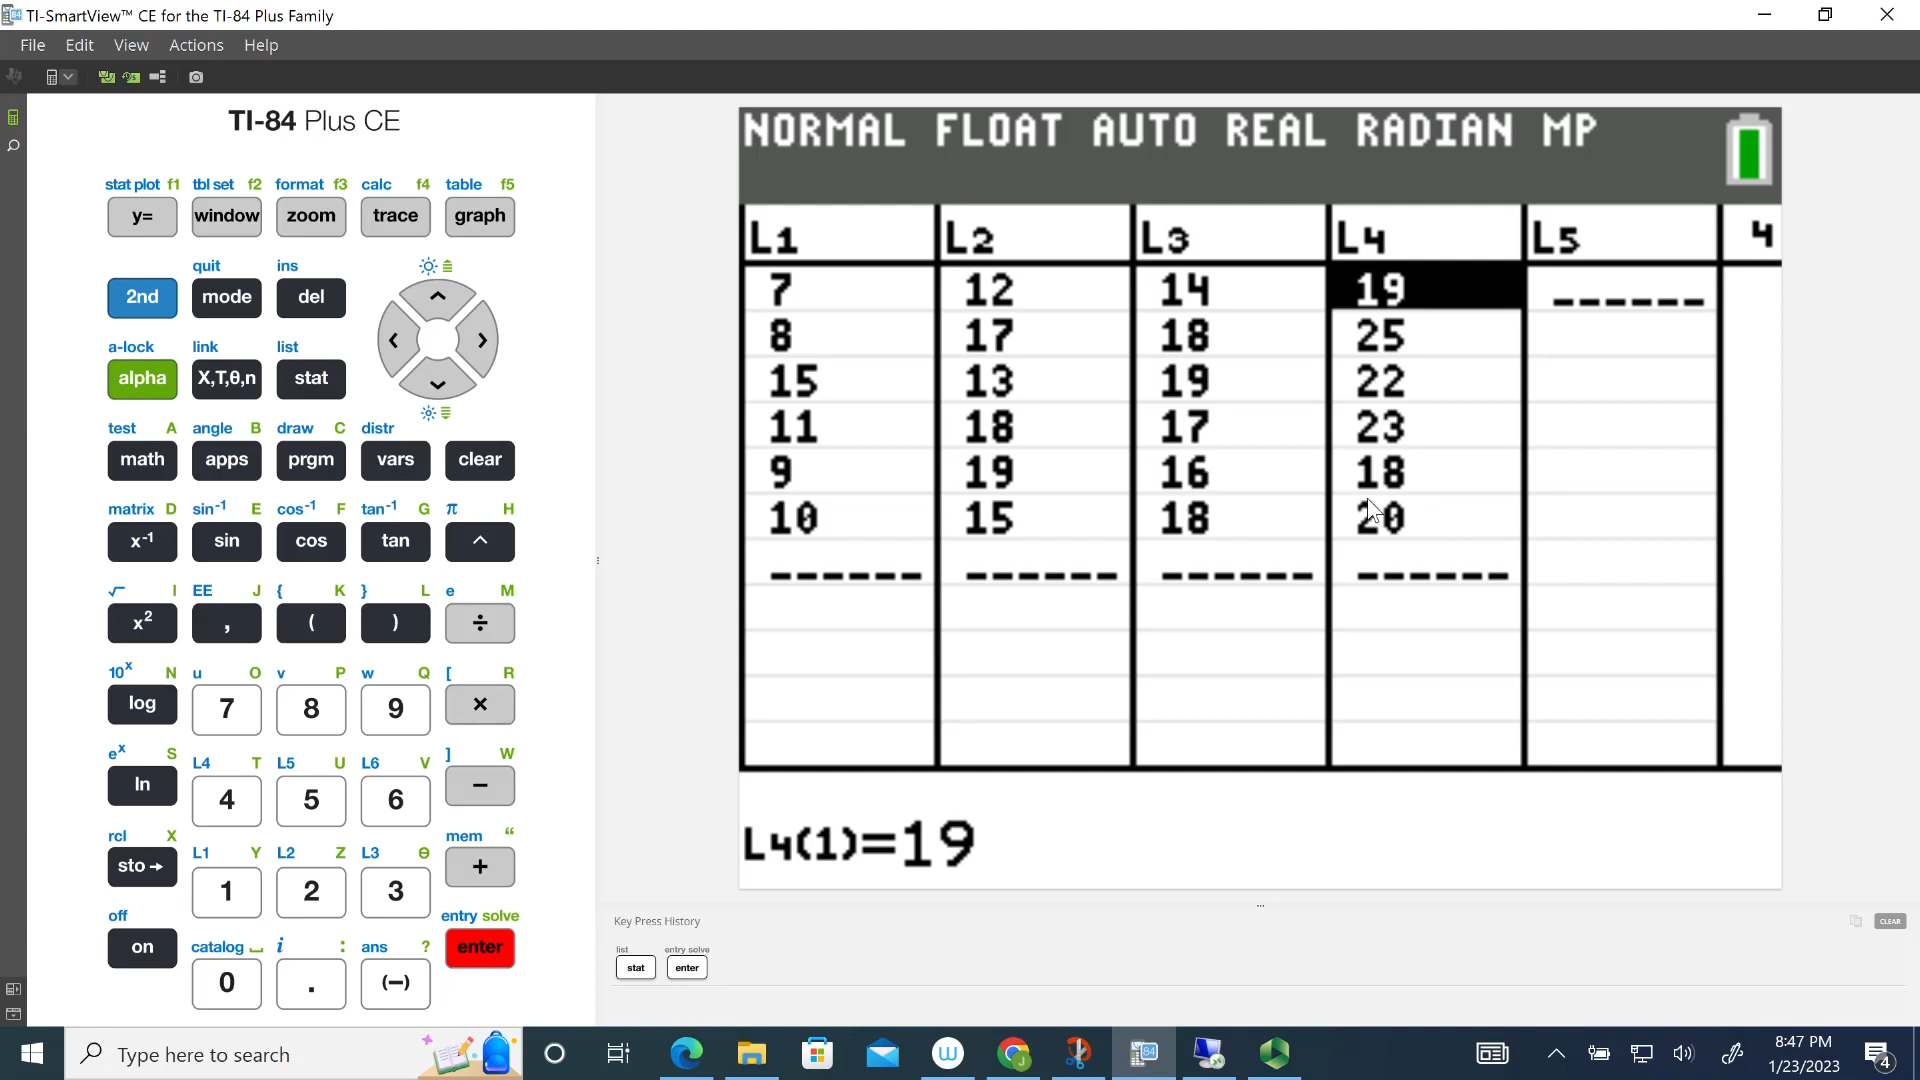 TI-SmartView™ CE for the TI-84 Plus Family
File Edit View Actions Help
TI-84 Plus CE
stat plot f1 tbl set f2 format f3 calc f4 table f5
y= window zoom trace graph
quit ins
2nd mode del
a-lock link list
alpha X,T,θ,n stat
test A angle B draw C distr
math apps prgm vars clear
matrix D sin-1 E cos-1 F tan-1 G π H
x-1 sin cos tan ^
√ I EE J { K } L e M
x2 , ( ) ÷
10x N u O v P w Q [ R
log 7 8 9 ×
ex S L4 T L5 U L6 V ] W
ln 4 5 6 −
rcl X L1 Y L2 Z L3 θ mem “
sto→ 1 2 3 +
off catalog i : ans ? entry solve
on 0 . (−) enter
NORMAL FLOAT AUTO REAL RADIAN MP
L1 L2 L3 L4 L5 4
7 12 14 19 ------
8 17 18 25
15 13 19 22
11 18 17 23
9 19 16 18
10 15 18 20
------ ------ ------ ------
L4(1)=19
Key Press History
CLEAR
list entry solve
stat enter
Type here to search
84
8:47 PM
1/23/2023
4